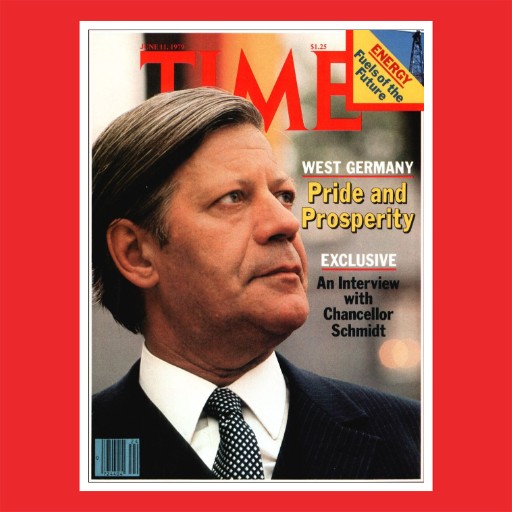 JUNE 11, 1979
$1.25
TIME
ENERGY
Fuels of the
Future
WEST GERMANY
Pride and
Prosperity
EXCLUSIVE
An Interview
with
Chancellor
Schmidt